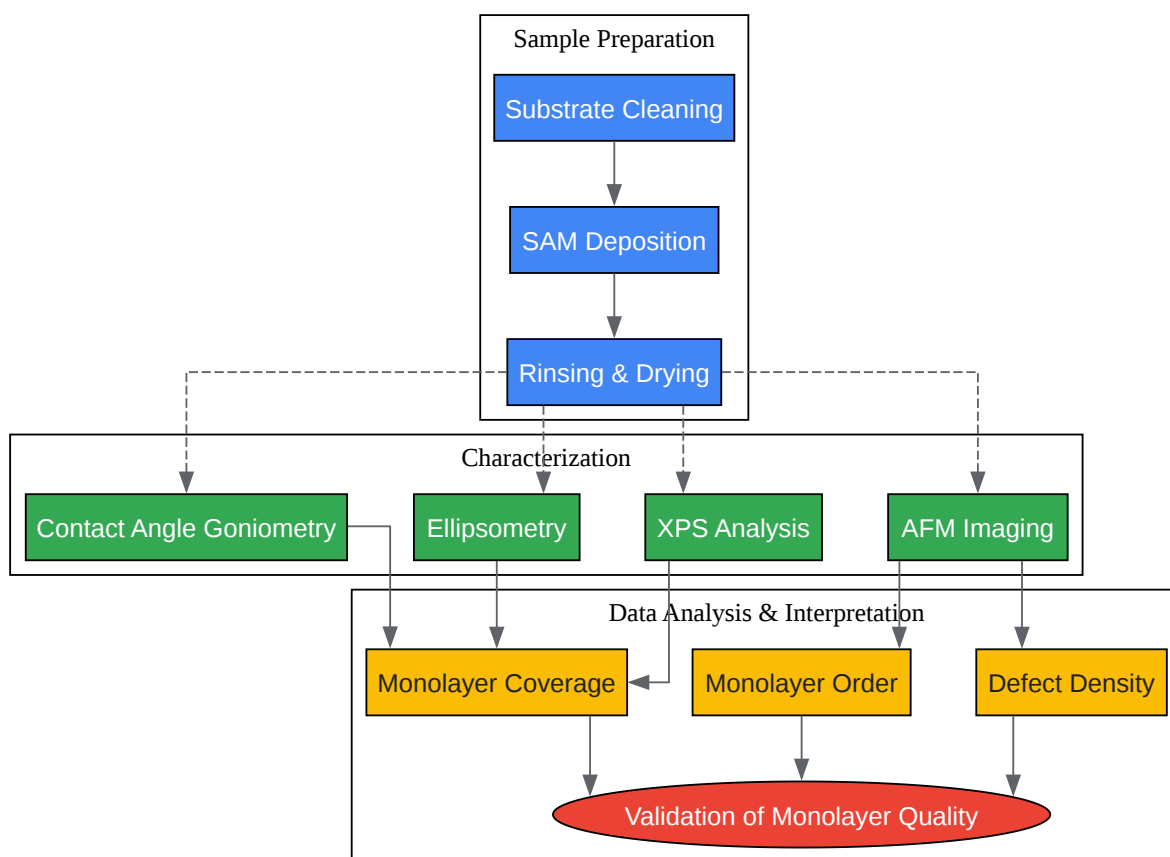 Sample Preparation
Substrate Cleaning
SAM Deposition
Rinsing & Drying
Characterization
Contact Angle Goniometry
Ellipsometry
XPS Analysis
AFM Imaging
Data Analysis & Interpretation
Monolayer Coverage
Monolayer Order
Defect Density
Validation of Monolayer Quality